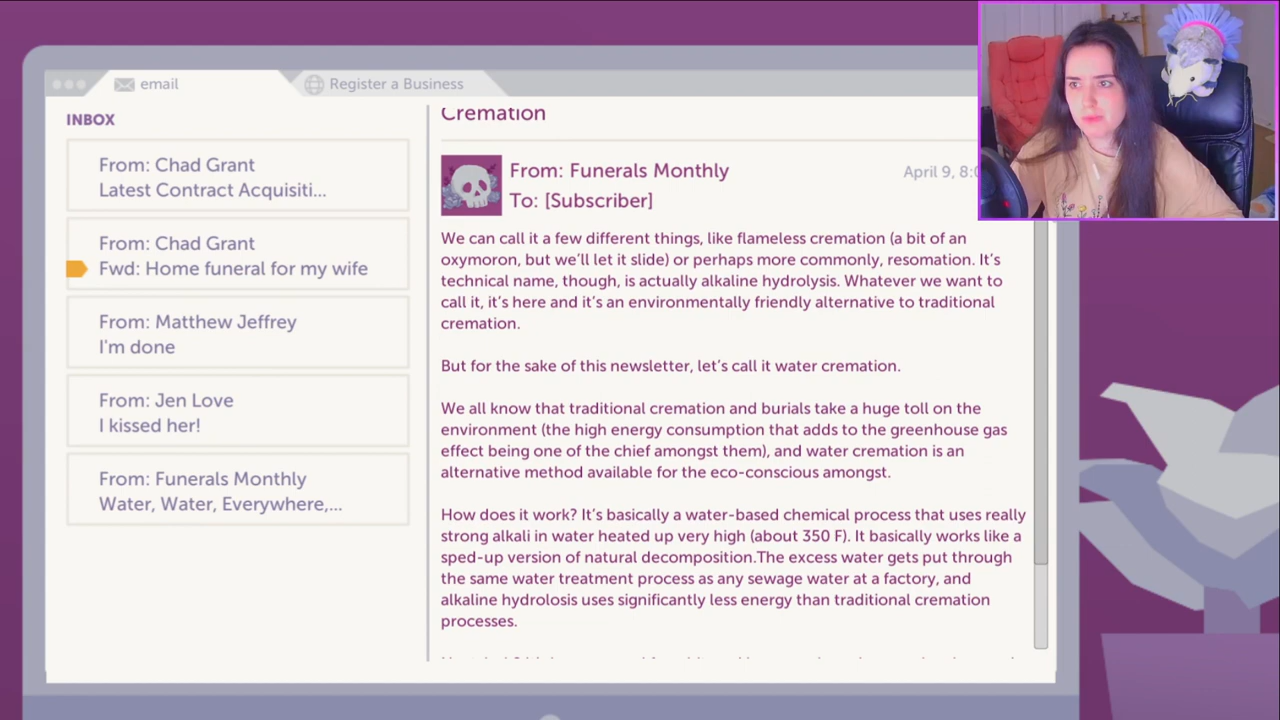 email
Register a Business
INBOX
From: Chad Grant
Latest Contract Acquisiti...
From: Chad Grant
Fwd: Home funeral for my wife
From: Matthew Jeffrey
I'm done
From: Jen Love
I kissed her!
From: Funerals Monthly
Water, Water, Everywhere,...
Cremation
From: Funerals Monthly
April 9, 8:0
To: [Subscriber]
We can call it a few different things, like flameless cremation (a bit of an
oxymoron, but we'll let it slide) or perhaps more commonly, resomation. It's
technical name, though, is actually alkaline hydrolysis. Whatever we want to
call it, it's here and it's an environmentally friendly alternative to traditional
cremation.
But for the sake of this newsletter, let's call it water cremation.
We all know that traditional cremation and burials take a huge toll on the
environment (the high energy consumption that adds to the greenhouse gas
effect being one of the chief amongst them), and water cremation is an
alternative method available for the eco-conscious amongst.
How does it work? It's basically a water-based chemical process that uses really
strong alkali in water heated up very high (about 350 F). It basically works like a
sped-up version of natural decomposition.The excess water gets put through
the same water treatment process as any sewage water at a factory, and
alkaline hydrolosis uses significantly less energy than traditional cremation
processes.